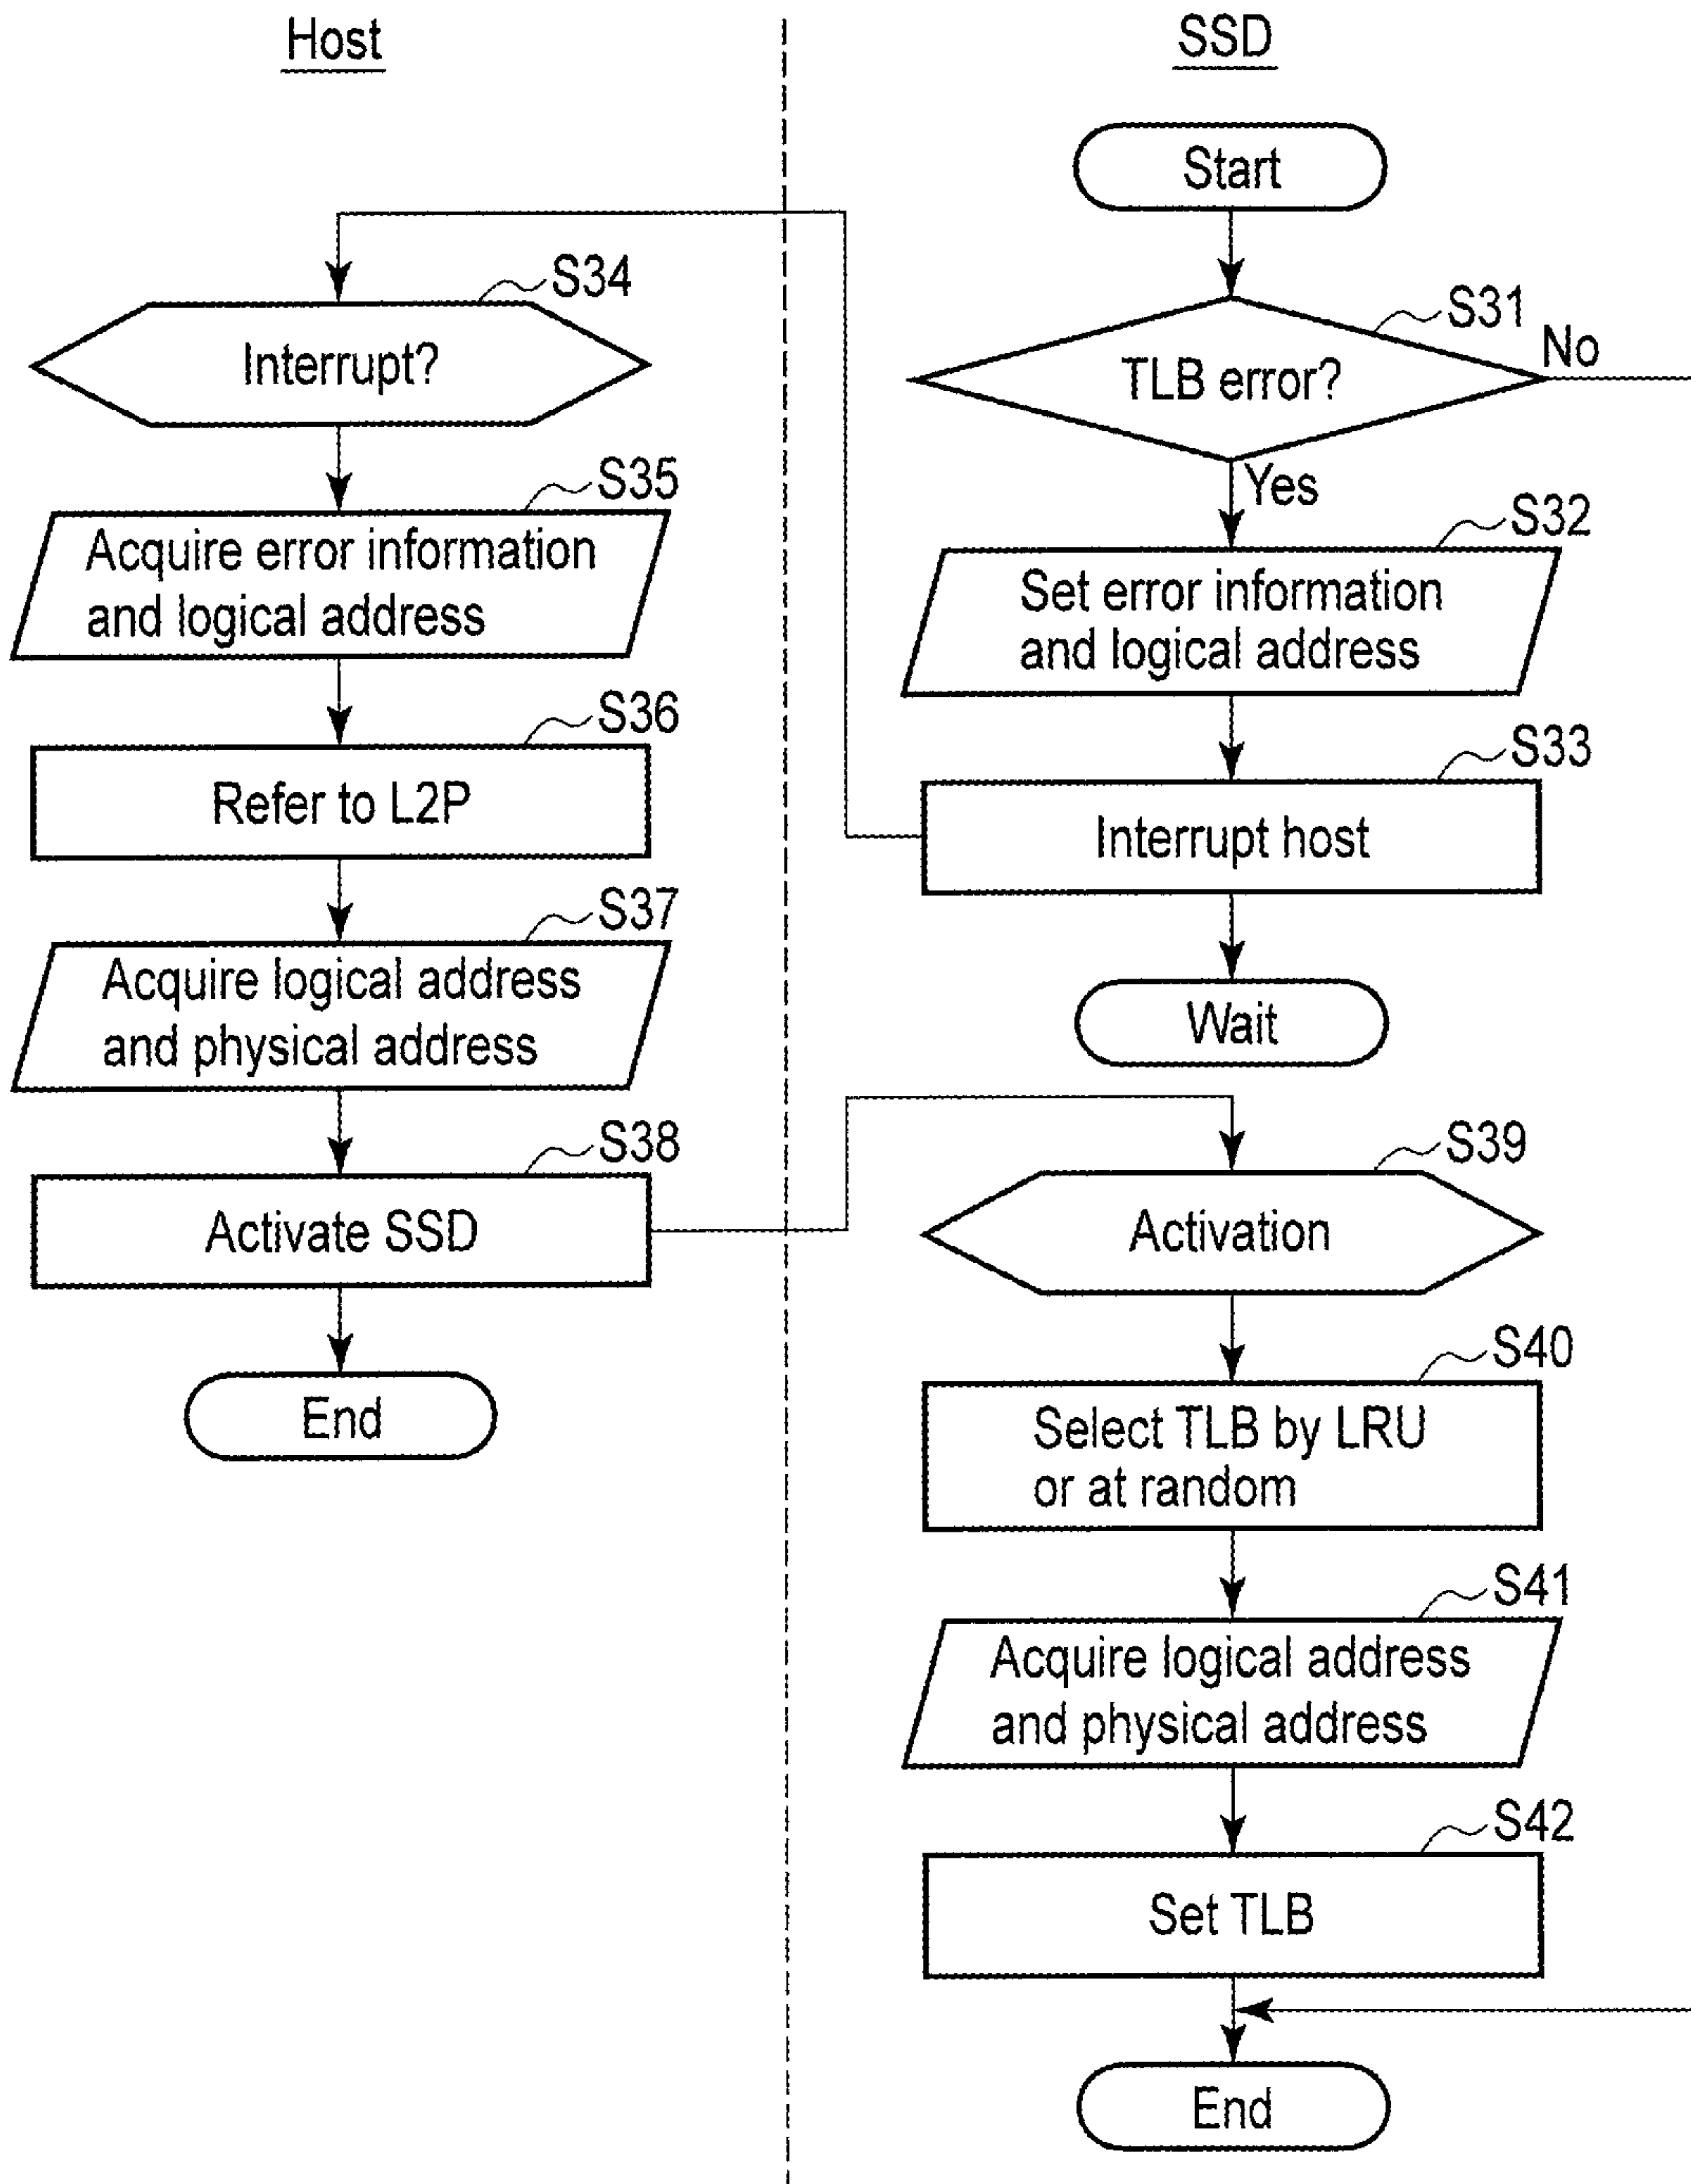 Host
S34
Interrupt?
S35
Acquire error information
and logical address
S36
Refer to L2P
S37
Acquire logical address
and physical address
S38
Activate SSD
End
SSD
Start
S31
TLB error?
No
Yes
S32
Set error information
and logical address
S33
Interrupt host
Wait
S39
Activation
S40
Select TLB by LRU
or at random
S41
Acquire logical address
and physical address
S42
Set TLB
End